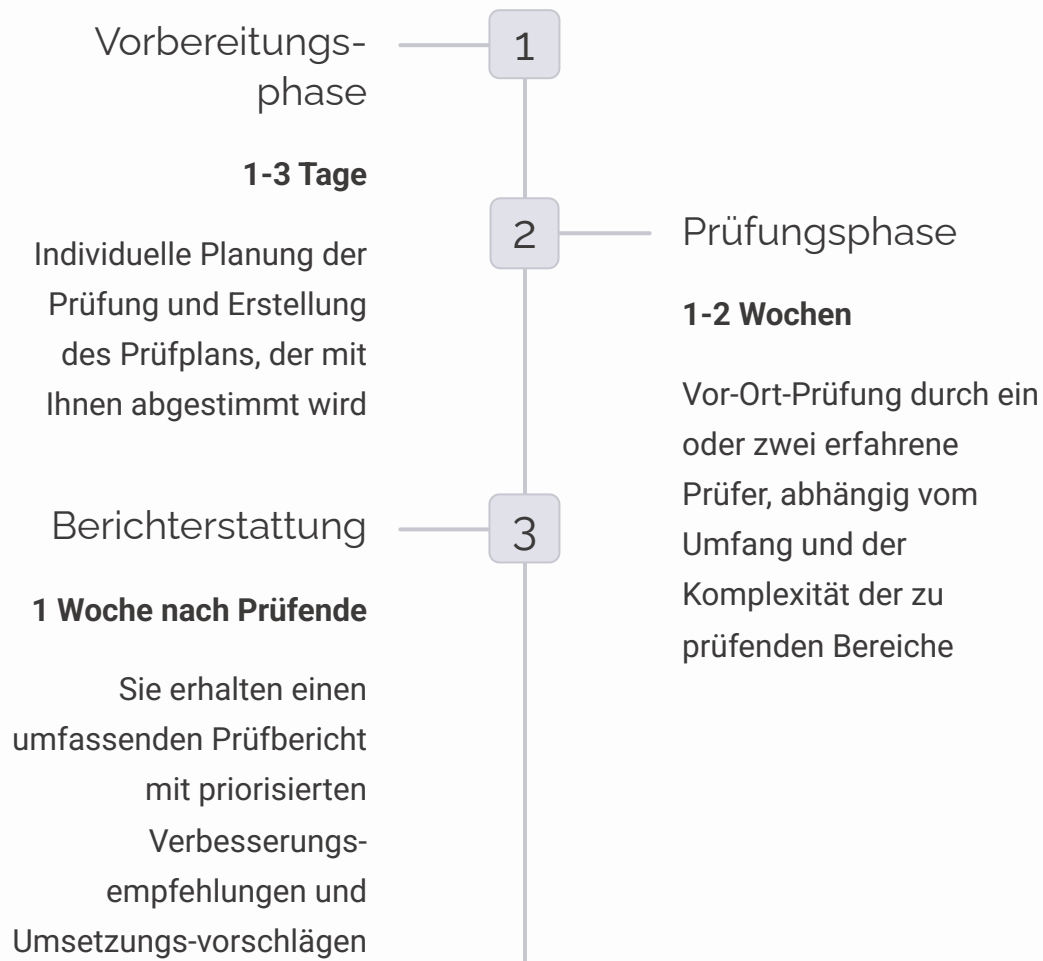 Vorbereitungs-
phase
1
1-3 Tage
Individuelle Planung der
Prüfung und Erstellung
des Prüfplans, der mit
Ihnen abgestimmt wird
2
Prüfungsphase
1-2 Wochen
Vor-Ort-Prüfung durch ein
oder zwei erfahrene
Prüfer, abhängig vom
Umfang und der
Komplexität der zu
prüfenden Bereiche
Berichterstattung
3
1 Woche nach Prüfende
Sie erhalten einen
umfassenden Prüfbericht
mit priorisierten
Verbesserungs-
empfehlungen und
Umsetzungs-vorschlägen